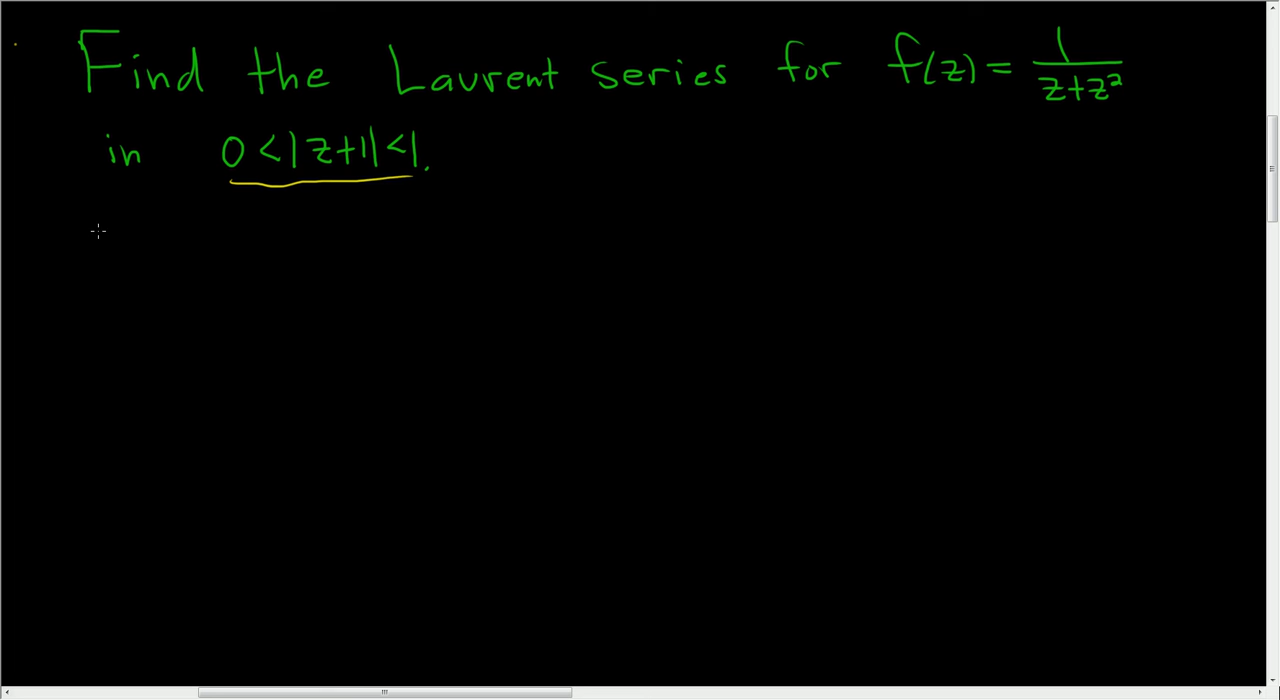 Find the Laurent series for f(z) = 1/(z+z²)
in 0 < |z+1| < 1.